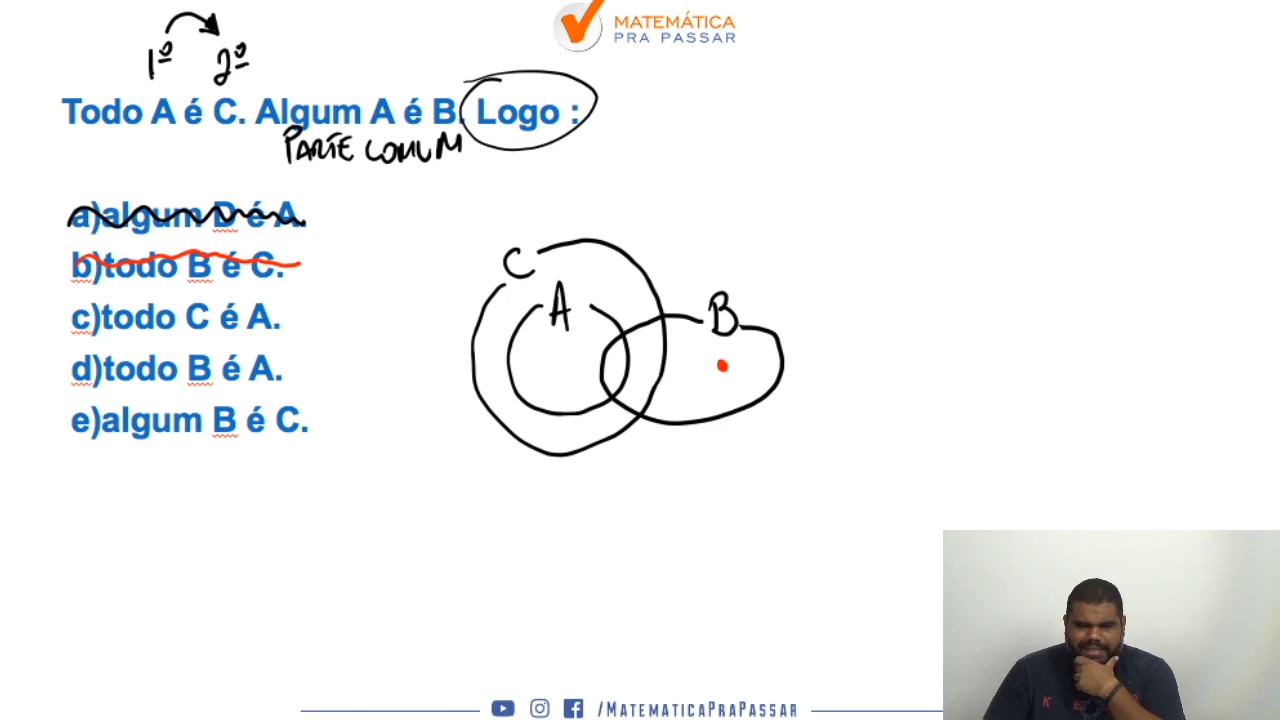 MATEMÁTICA
PRA PASSAR
1º 2º
Todo A é C. Algum A é B. Logo :
PARTE COMUM
a)algum D é A.
b)todo B é C.
c)todo C é A.
d)todo B é A.
e)algum B é C.
C
A
B
/MATEMATICAPRAPASSAR